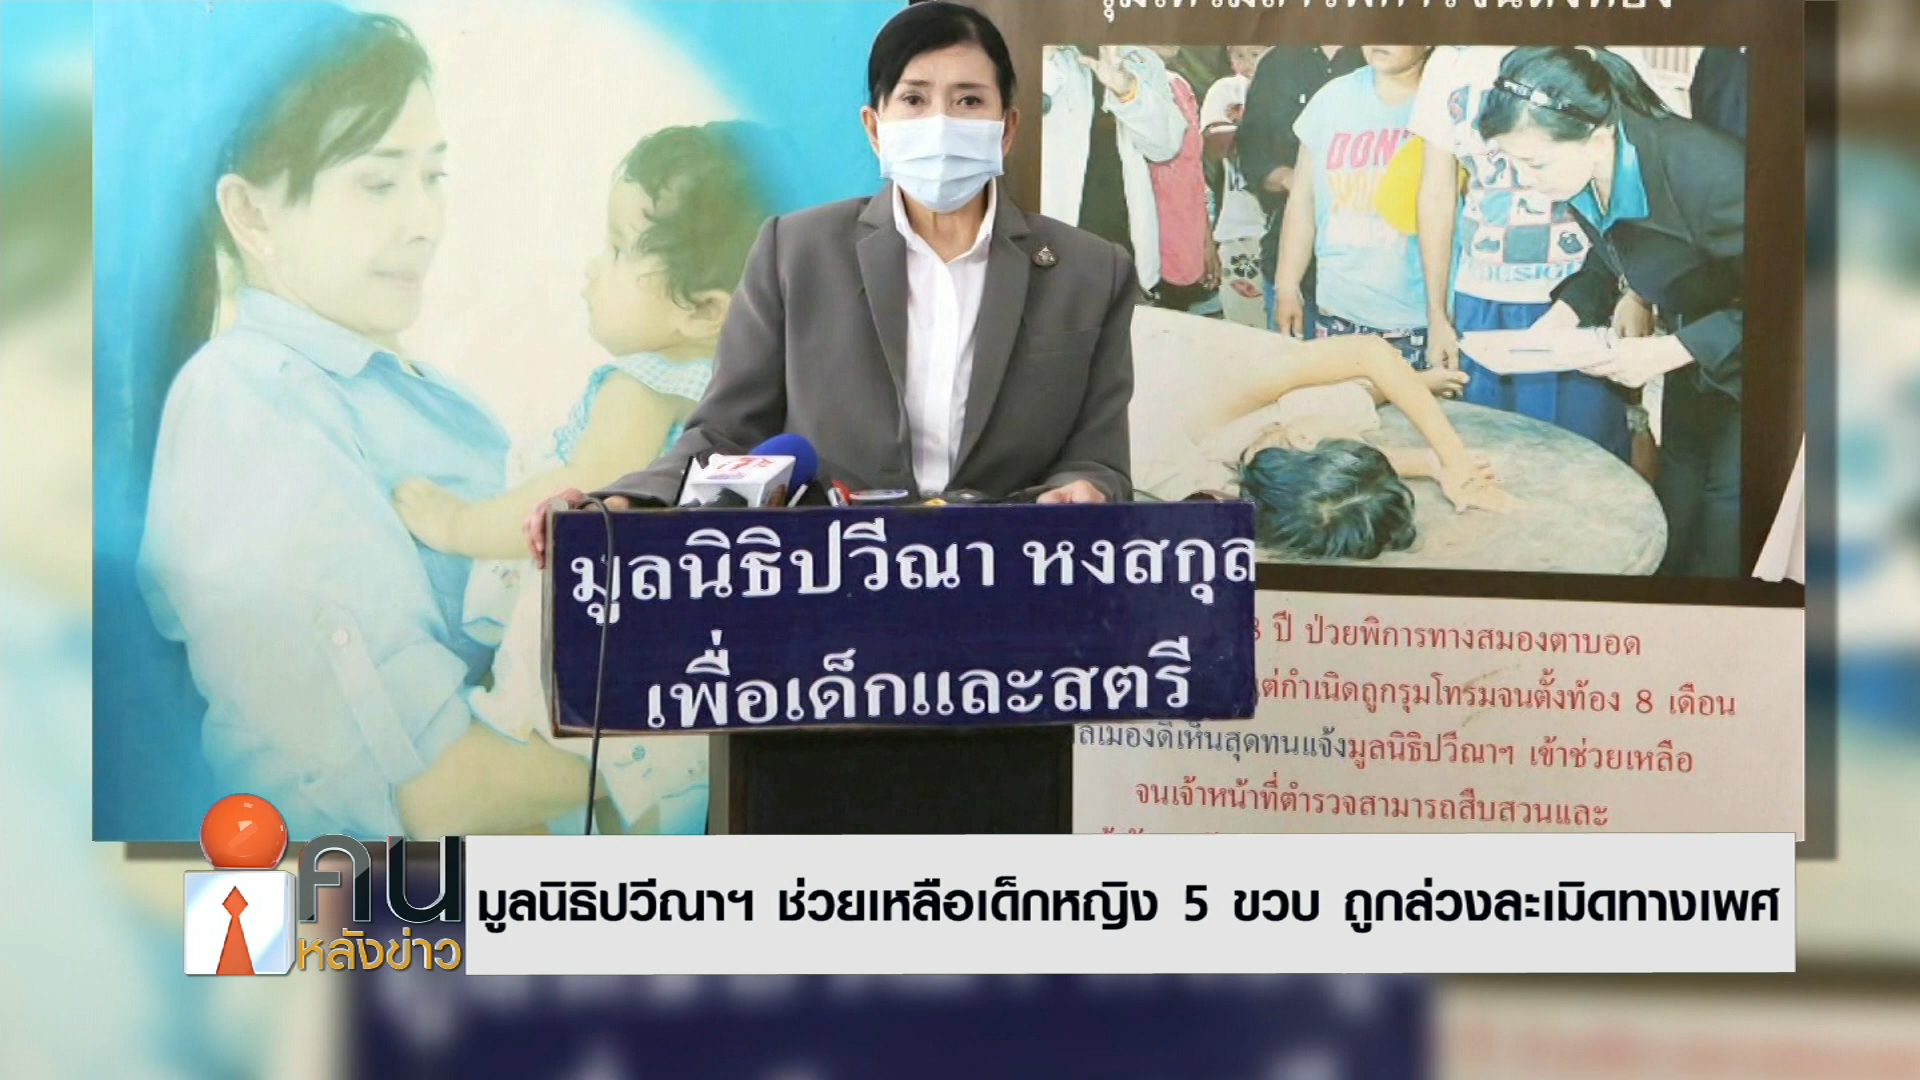 DON'T
DESIGN
มูลนิธิปวีณา หงสกุล
เพื่อเด็กและสตรี
ปี ป่วยพิการทางสมองตาบอด
กำเนิดถูกรุมโทรมจนตั้งท้อง 8 เดือน
เห็นสุดทนแจ้งมูลนิธิปวีณาฯ เข้าช่วยเหลือ
จนเจ้าหน้าที่ตำรวจสามารถสืบสวนและ
คน
หลังข่าว
มูลนิธิปวีณาฯ ช่วยเหลือเด็กหญิง 5 ขวบ ถูกล่วงละเมิดทางเพศ